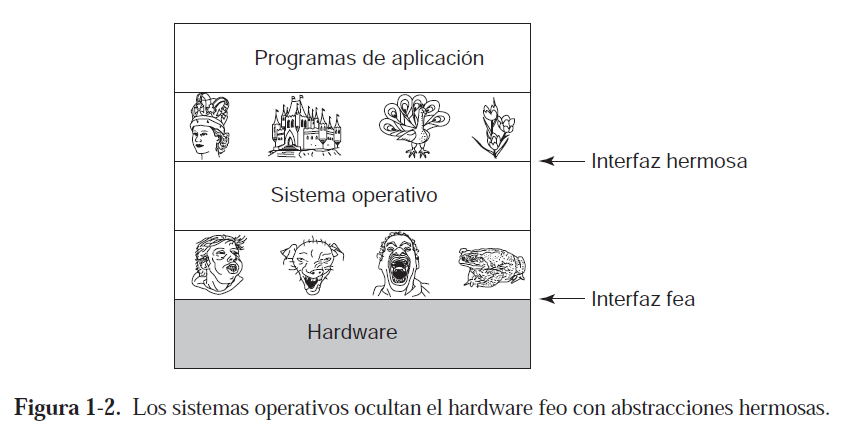 Programas de aplicación
Interfaz hermosa
Sistema operativo
Interfaz fea
Hardware
Figura 1-2. Los sistemas operativos ocultan el hardware feo con abstracciones hermosas.